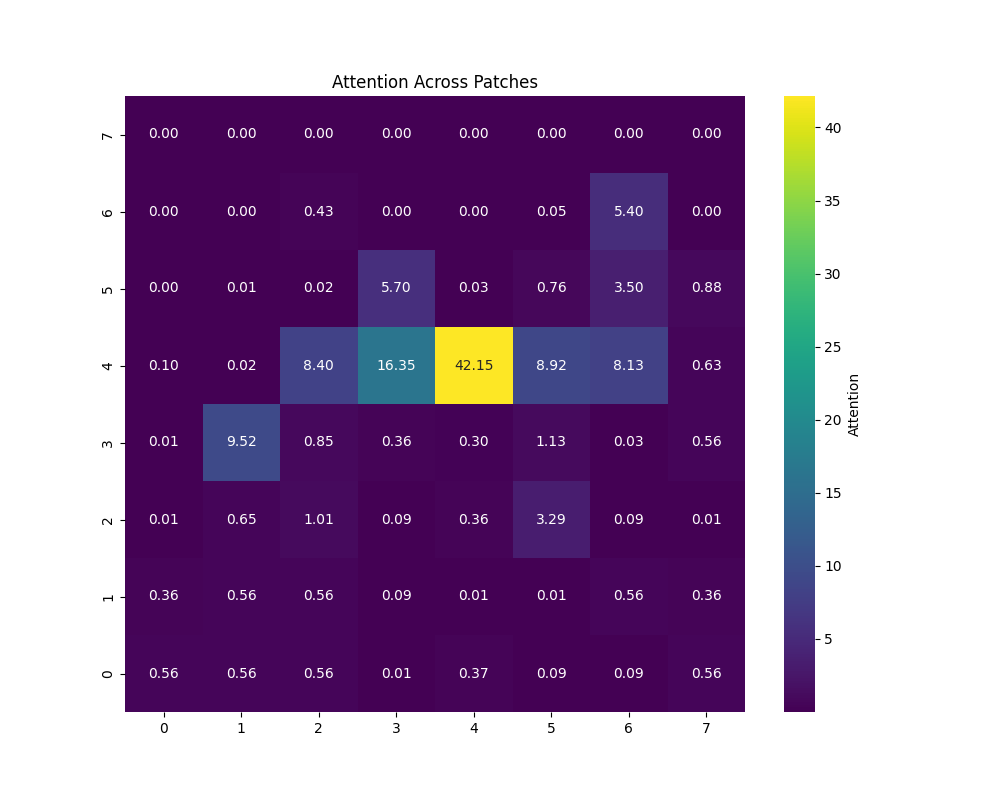 Attention Across Patches
7 0.00 0.00 0.00 0.00 0.00 0.00 0.00 0.00
6 0.00 0.00 0.43 0.00 0.00 0.05 5.40 0.00
5 0.00 0.01 0.02 5.70 0.03 0.76 3.50 0.88
4 0.10 0.02 8.40 16.35 42.15 8.92 8.13 0.63
3 0.01 9.52 0.85 0.36 0.30 1.13 0.03 0.56
2 0.01 0.65 1.01 0.09 0.36 3.29 0.09 0.01
1 0.36 0.56 0.56 0.09 0.01 0.01 0.56 0.36
0 0.56 0.56 0.56 0.01 0.37 0.09 0.09 0.56
0 1 2 3 4 5 6 7
40
35
30
25
20
15
10
5
Attention